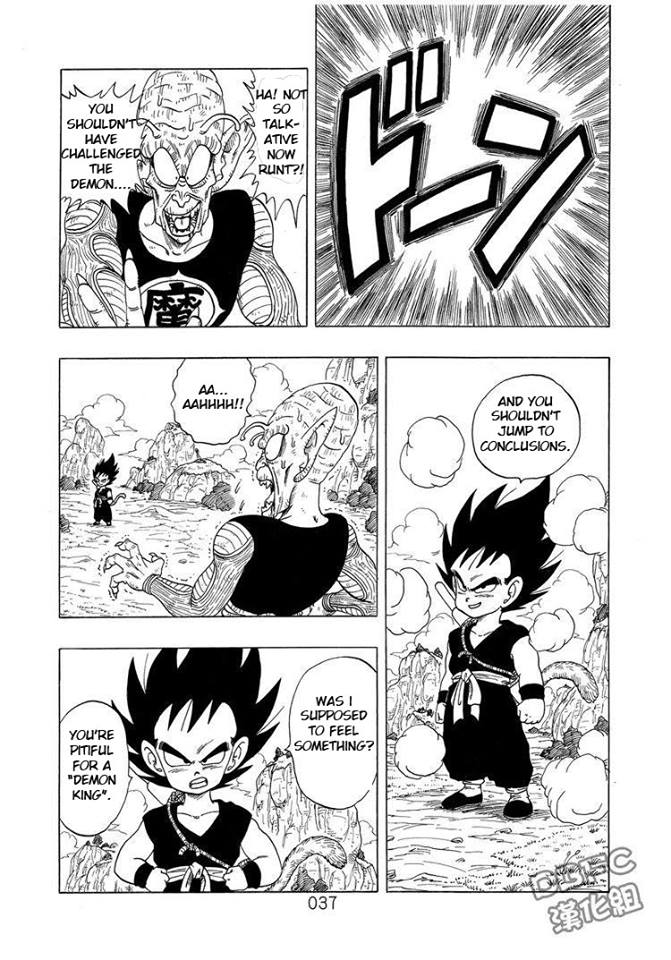 ドーン
HA! NOT
SO
TALK-
ATIVE
NOW
RUNT?!
YOU
SHOULDN'T
HAVE
CHALLENGED
THE
DEMON....
魔
AND YOU
SHOULDN'T
JUMP TO
CONCLUSIONS.
AA...
AAHHHH!!
WAS I
SUPPOSED
TO FEEL
SOMETHING?
YOU'RE
PITIFUL
FOR A
"DEMON
KING".
037
DBFC
漢化組